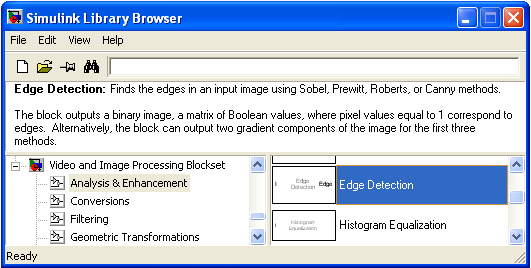 Simulink Library Browser
File Edit View Help
Edge Detection: Finds the edges in an input image using Sobel, Prewitt, Roberts, or Canny methods.
The block outputs a binary image, a matrix of Boolean values, where pixel values equal to 1 correspond to
edges. Alternatively, the block can output two gradient components of the image for the first three
methods.
Video and Image Processing Blockset
Analysis & Enhancement
Conversions
Filtering
Geometric Transformations
I Edge
Detection Edge
Edge Detection
I Histogram
Equalization
Histogram Equalization
Ready